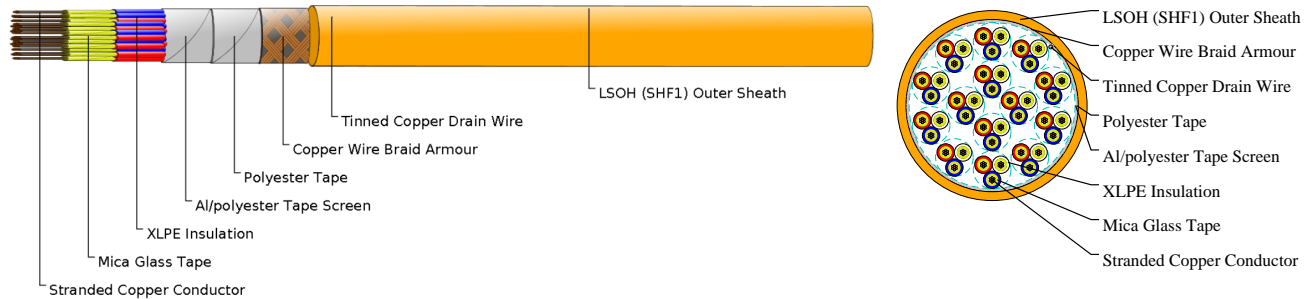 LSOH (SHF1) Outer Sheath
Tinned Copper Drain Wire
Copper Wire Braid Armour
Polyester Tape
Al/polyester Tape Screen
XLPE Insulation
Mica Glass Tape
Stranded Copper Conductor
LSOH (SHF1) Outer Sheath
Copper Wire Braid Armour
Tinned Copper Drain Wire
Polyester Tape
Al/polyester Tape Screen
XLPE Insulation
Mica Glass Tape
Stranded Copper Conductor